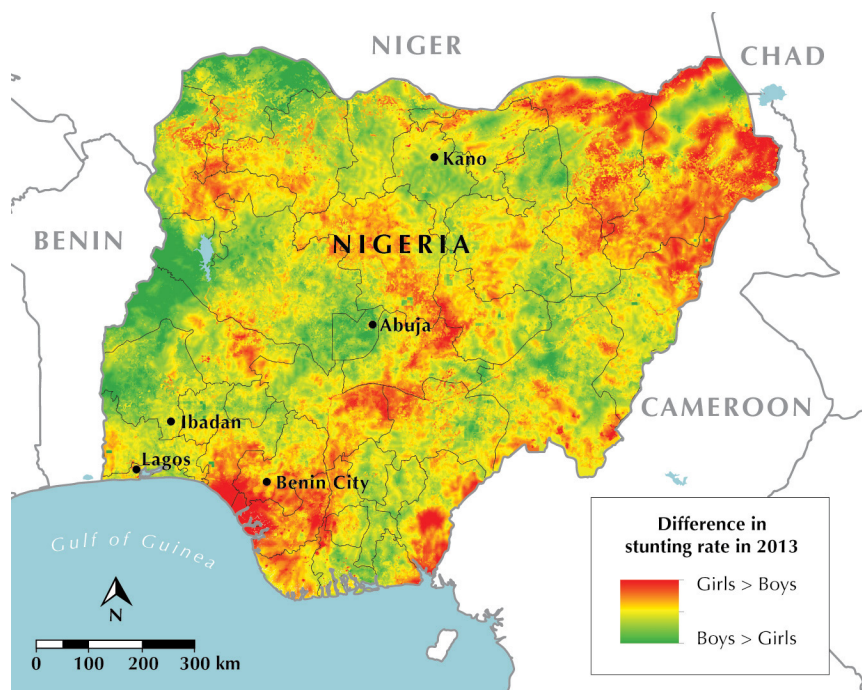 NIGER
CHAD
Kano
BENIN
NIGERIA
Abuja
CAMEROON
Ibadan
Lagos
Benin City
Gulf of Guinea
N
0 100 200 300 km
Difference in
stunting rate in 2013
Girls > Boys
Boys > Girls